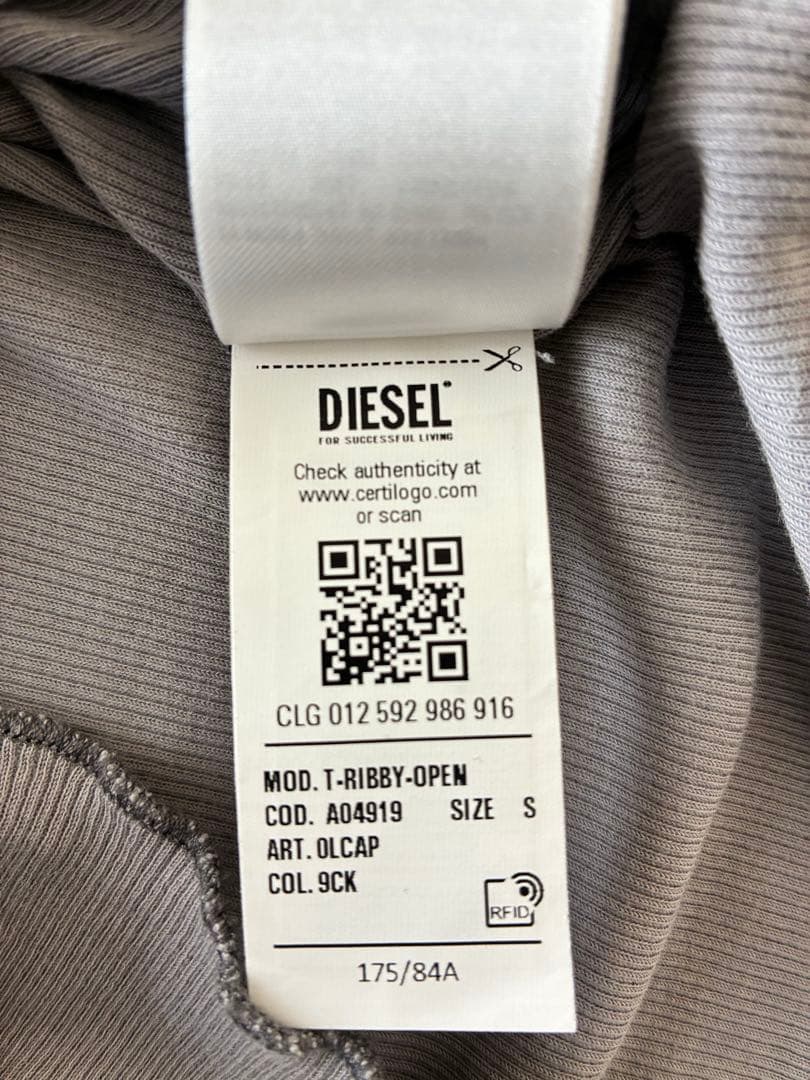 DIESEL®
FOR SUCCESSFUL LIVING
Check authenticity at
www.certilogo.com
or scan
CLG 012 592 986 916
MOD. T-RIBBY-OPEN
COD. A04919 SIZE S
ART. 0LCAP
COL. 9CK
RFID
175/84A